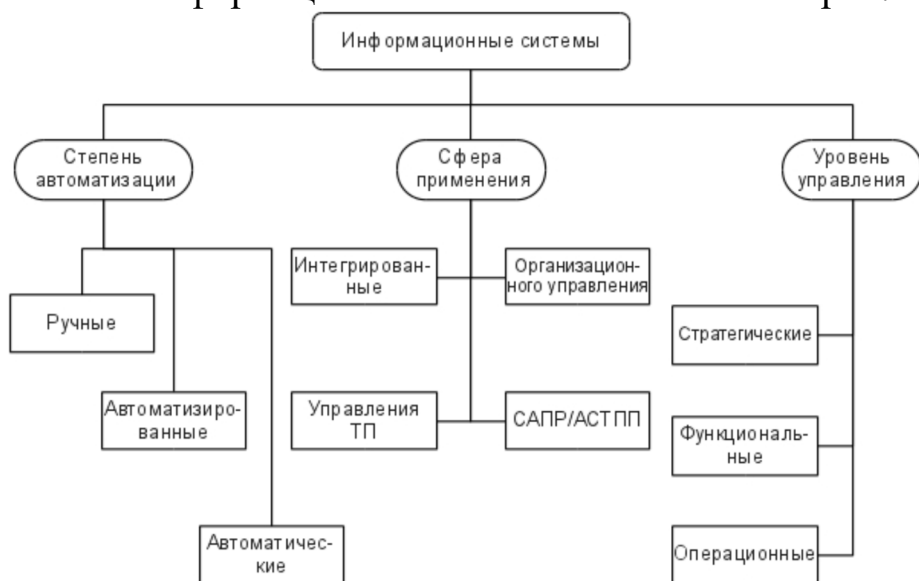 Информационные системы
Степень
автоматизации
Сфера
применения
Уровень
управления
Ручные
Автоматизиро-
ванные
Автоматичес-
кие
Интегрирован-
ные
Организацион-
ного управления
Управления
ТП
САПР/АСТПП
Стратегические
Функциональ-
ные
Операционные